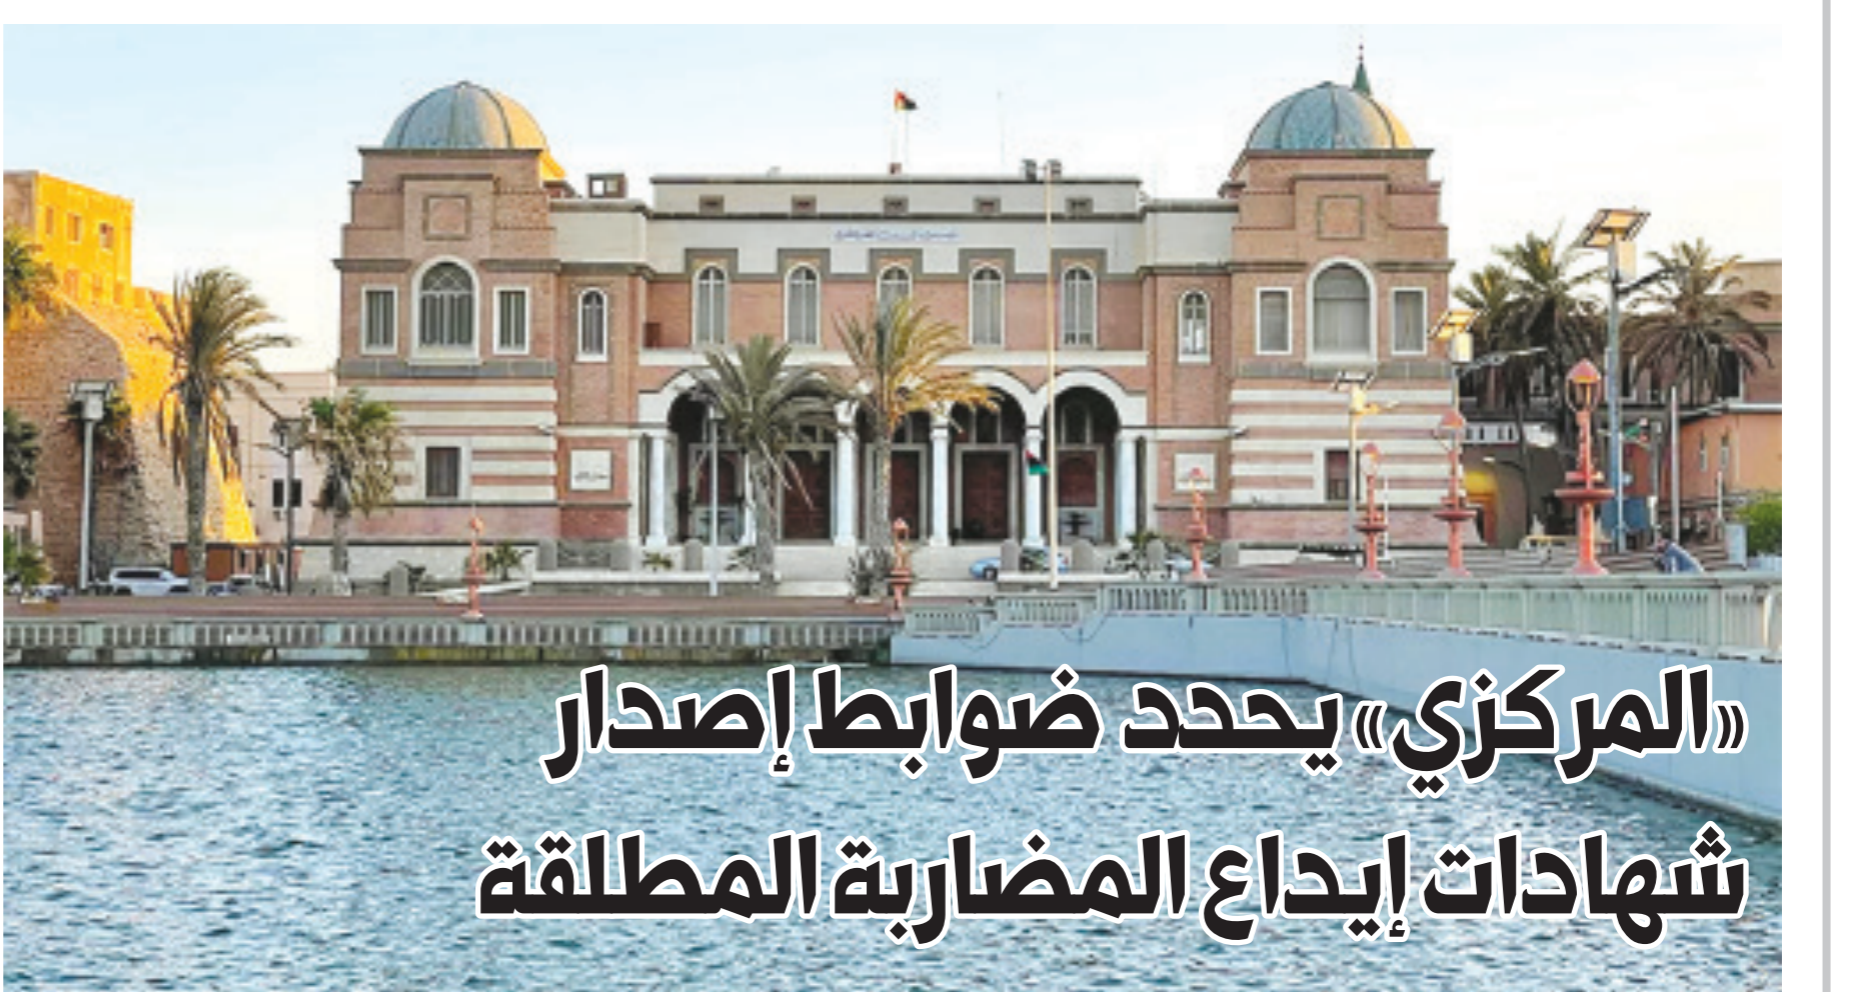 «المركزي» يحدد ضوابط إصدار
شهادات إيداع المضاربة المطلقة